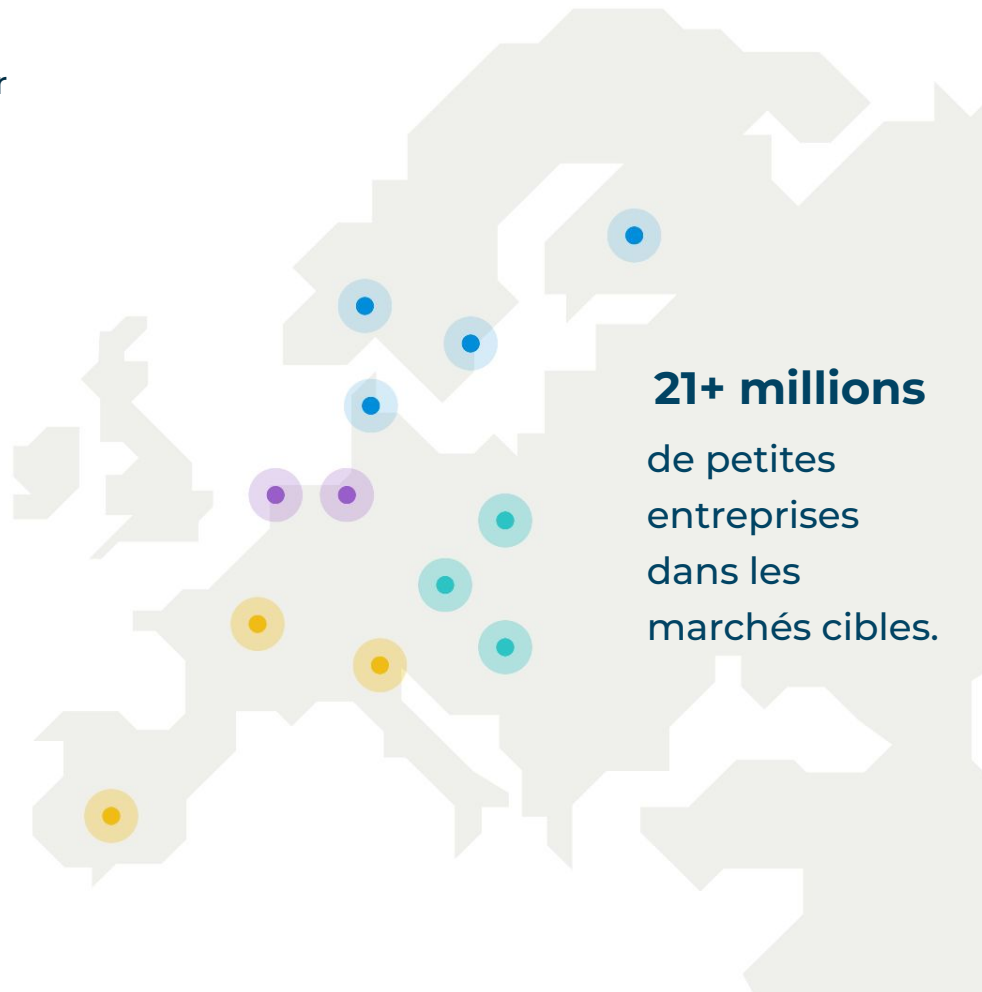 r
21+ millions
de petites
entreprises
dans les
marchés cibles.